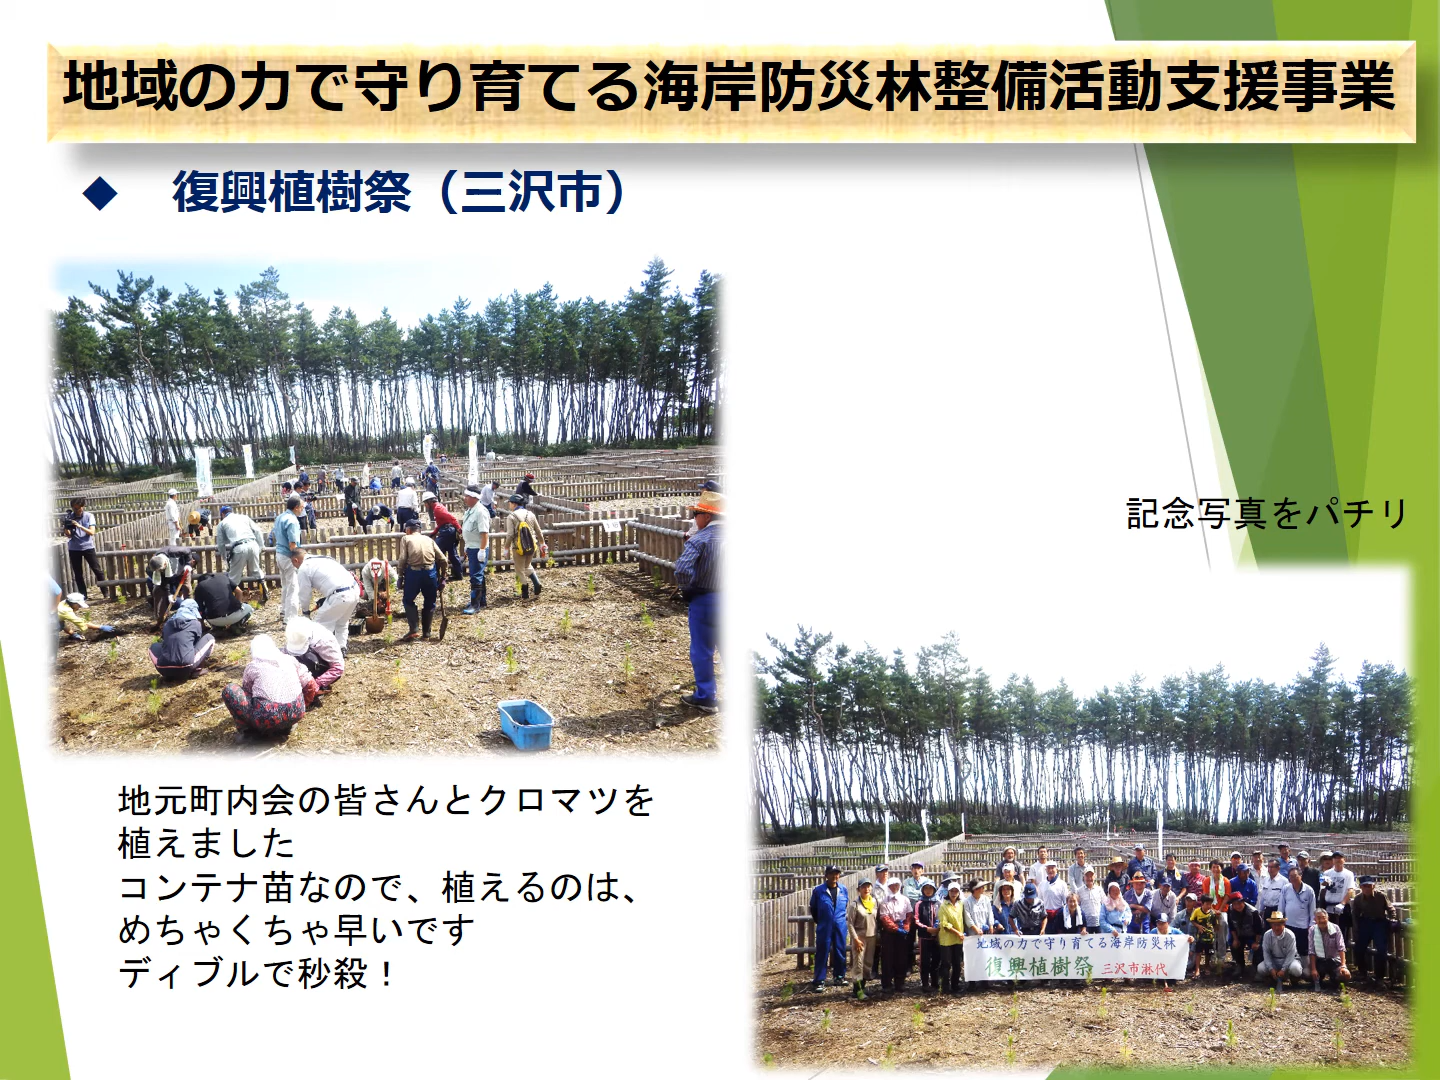 地域の力で守り育てる海岸防災林整備活動支援事業
◆ 復興植樹祭（三沢市）
地元町内会の皆さんとクロマツを
植えました
コンテナ苗なので、植えるのは、
めちゃくちゃ早いです
ディブルで秒殺！
記念写真をパチリ
地域の力で守り育てる海岸防災林
復興植樹祭 三沢市淋代